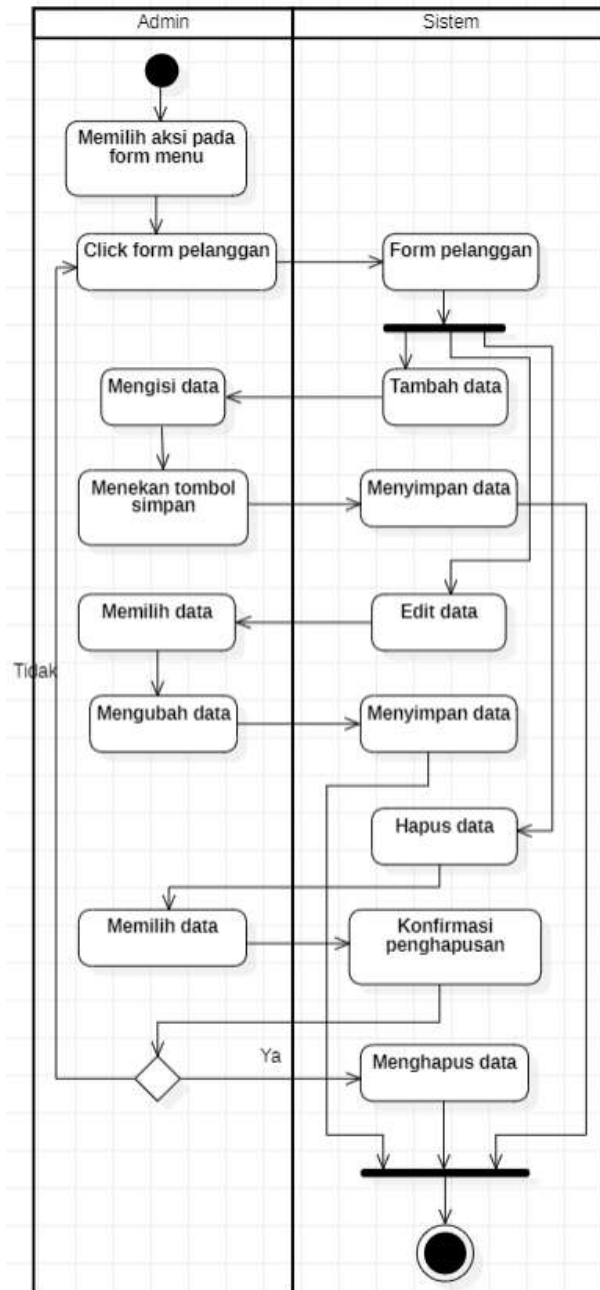 Admin
Sistem
Memilih aksi pada
form menu
Click form pelanggan
Form pelanggan
Mengisi data
Tambah data
Menekan tombol
simpan
Menyimpan data
Memilih data
Edit data
Tidak
Mengubah data
Menyimpan data
Hapus data
Memilih data
Konfirmasi
penghapusan
Ya
Menghapus data